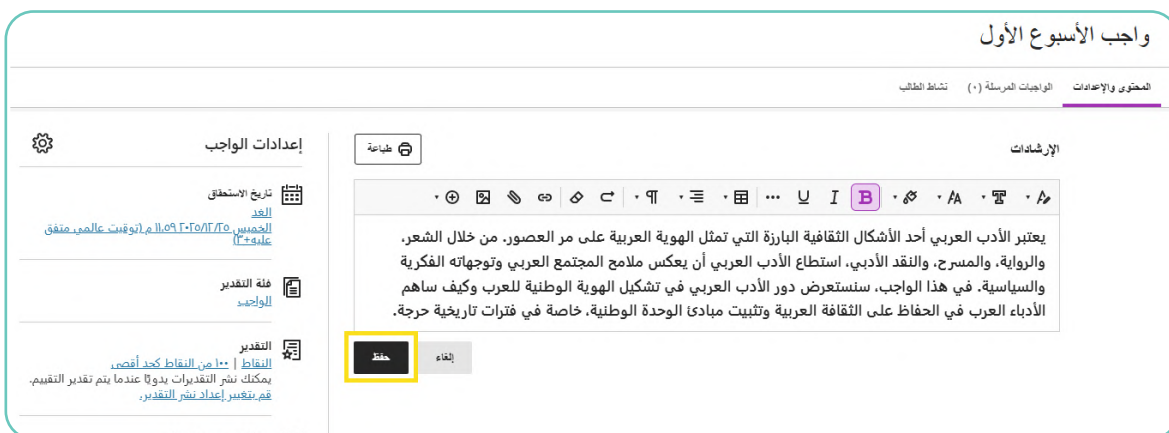 واجب الأسبوع الأول
المحتوى والإعدادات الواجبات المرسلة (٠) نشاط الطالب
الإرشادات
طباعة
يعتبر الأدب العربي أحد الأشكال الثقافية البارزة التي تمثل الهوية العربية على مر العصور. من خلال الشعر،
والرواية، والمسرح، والنقد الأدبي، استطاع الأدب العربي أن يعكس ملامح المجتمع العربي وتوجهاته الفكرية
والسياسية. في هذا الواجب، سنستعرض دور الأدب العربي في تشكيل الهوية الوطنية للعرب وكيف ساهم
الأدباء العرب في الحفاظ على الثقافة العربية وتثبيت مبادئ الوحدة الوطنية، خاصة في فترات تاريخية حرجة.
إلغاء
حفظ
إعدادات الواجب
تاريخ الاستحقاق
الغد
الخميس ٢٠٢٥/١٢/٢٥ ١١،٥٩ م (توقيت عالمي متفق
عليه+٣)
فئة التقدير
الواجب
التقدير
النقاط | ١٠٠ من النقاط كحد أقصى
يمكنك نشر التقديرات يدويًا عندما يتم تقدير التقييم.
قم بتغيير إعداد نشر التقدير.